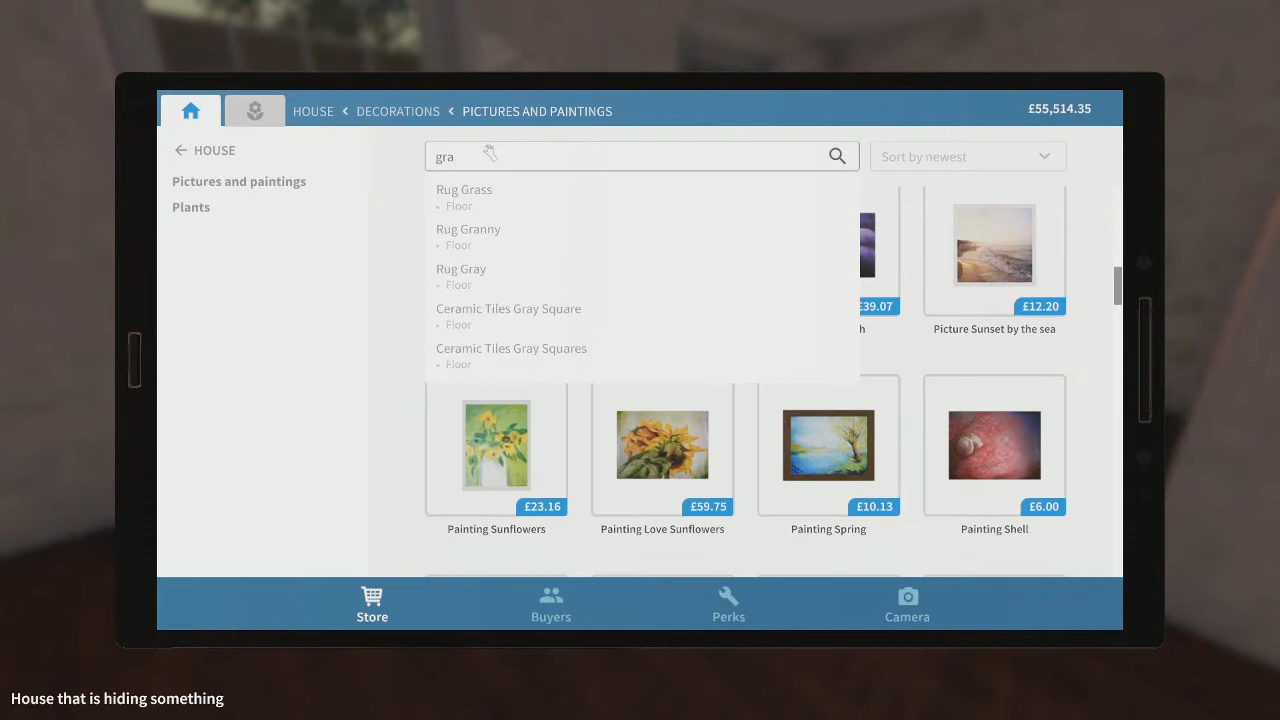 HOUSE < DECORATIONS < PICTURES AND PAINTINGS
£55,514.35
HOUSE
Pictures and paintings
Plants
gra
Sort by newest
Rug Grass
Floor
Rug Granny
Floor
Rug Gray
Floor
Ceramic Tiles Gray Square
Floor
Ceramic Tiles Gray Squares
Floor
£39.07
£12.20
h
Picture Sunset by the sea
£23.16
£59.75
£10.13
£6.00
Painting Sunflowers
Painting Love Sunflowers
Painting Spring
Painting Shell
Store
Buyers
Perks
Camera
House that is hiding something